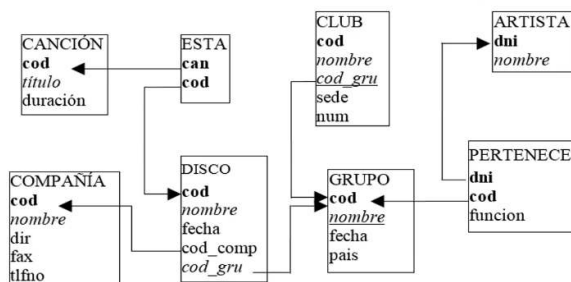 CANCIÓN
cod
título
duración
ESTA
can
cod
CLUB
cod
nombre
cod_gru
sede
num
ARTISTA
dni
nombre
COMPAÑÍA
cod
nombre
dir
fax
tlfno
DISCO
cod
nombre
fecha
cod_comp
cod_gru
GRUPO
cod
nombre
fecha
pais
PERTENECE
dni
cod
funcion